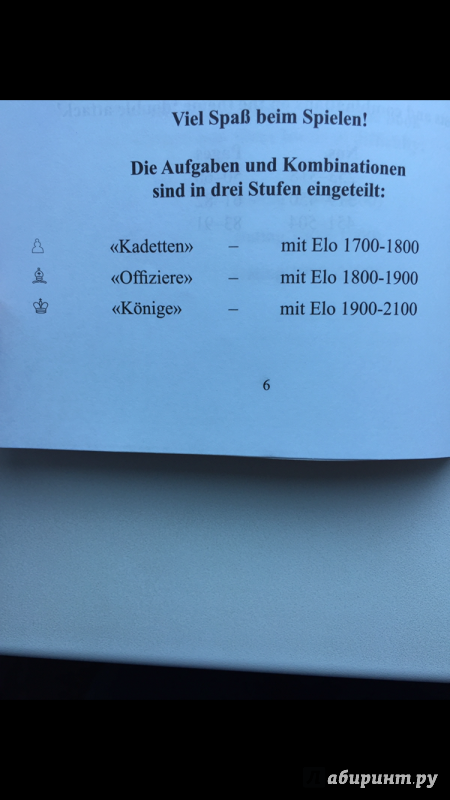 Viel Spaß beim Spielen!
Die Aufgaben und Kombinationen
sind in drei Stufen eingeteilt:
«Kadetten» – mit Elo 1700-1800
«Offiziere» – mit Elo 1800-1900
«Könige» – mit Elo 1900-2100
6
абиринт.ру